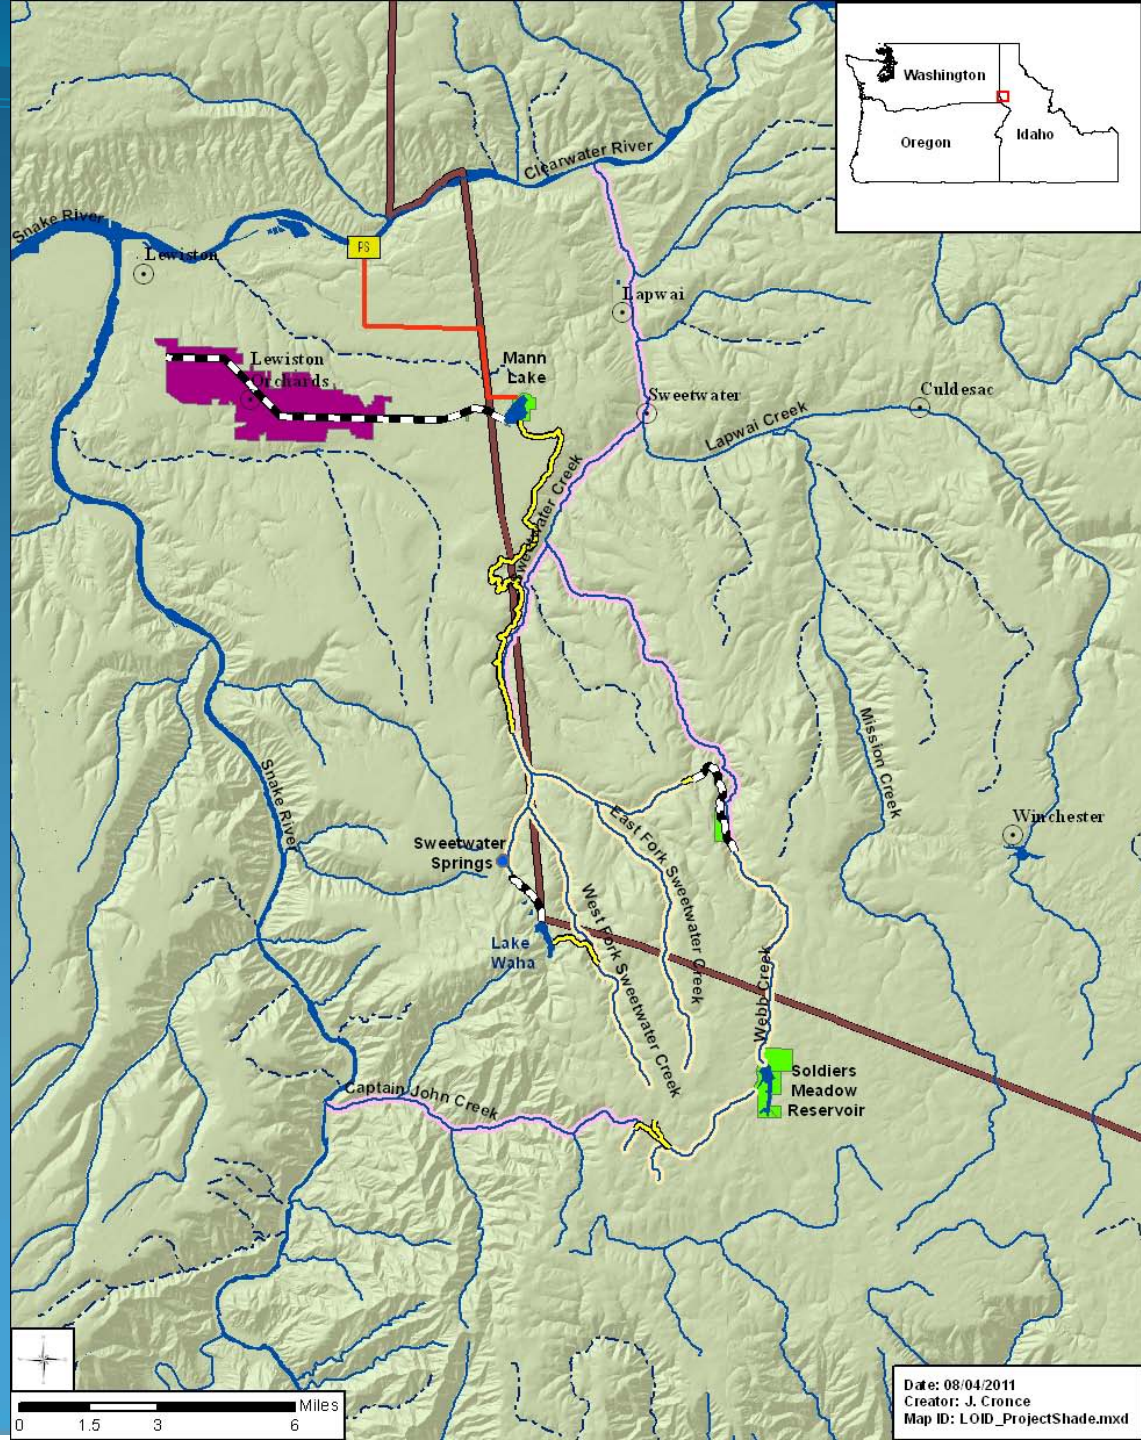 Washington
Oregon
Idaho
Clearwater River
Snake River
Lewiston
PS
Lapwai
Lewiston
Orchards
Mann
Lake
Sweetwater
Culdesac
Lapwai Creek
Sweetwater Creek
Mission Creek
Snake River
Winchester
Sweetwater
Springs
East Fork Sweetwater Creek
West Fork Sweetwater Creek
Lake
Waha
Webb Creek
Soldiers
Meadow
Reservoir
Captain John Creek
Miles
0 1.5 3 6
Date: 08/04/2011
Creator: J. Cronce
Map ID: LOID_ProjectShade.mxd